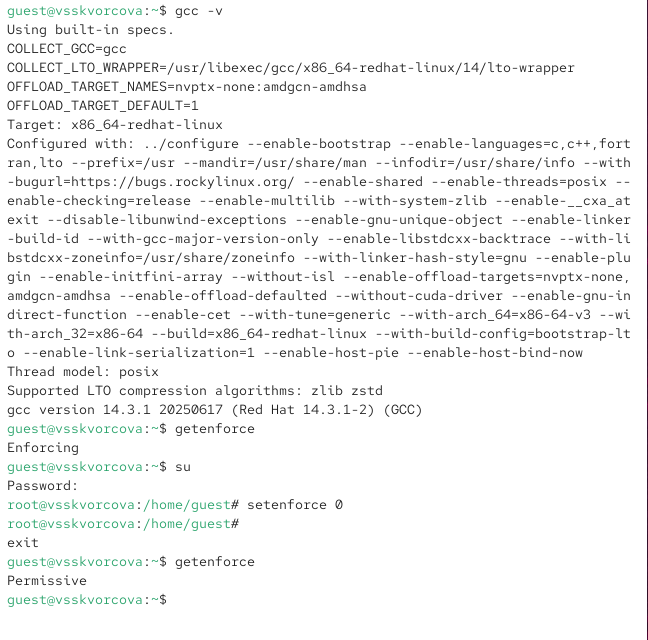 guest@vsskvorcova:~$ gcc -v
Using built-in specs.
COLLECT_GCC=gcc
COLLECT_LTO_WRAPPER=/usr/libexec/gcc/x86_64-redhat-linux/14/lto-wrapper
OFFLOAD_TARGET_NAMES=nvptx-none:amdgcn-amdhsa
OFFLOAD_TARGET_DEFAULT=1
Target: x86_64-redhat-linux
Configured with: ../configure --enable-bootstrap --enable-languages=c,c++,fort
ran,lto --prefix=/usr --mandir=/usr/share/man --infodir=/usr/share/info --with
-bugurl=https://bugs.rockylinux.org/ --enable-shared --enable-threads=posix --
enable-checking=release --enable-multilib --with-system-zlib --enable-__cxa_at
exit --disable-libunwind-exceptions --enable-gnu-unique-object --enable-linker
-build-id --with-gcc-major-version-only --enable-libstdcxx-backtrace --with-li
bstdcxx-zoneinfo=/usr/share/zoneinfo --with-linker-hash-style=gnu --enable-plu
gin --enable-initfini-array --without-isl --enable-offload-targets=nvptx-none,
amdgcn-amdhsa --enable-offload-defaulted --without-cuda-driver --enable-gnu-in
direct-function --enable-cet --with-tune=generic --with-arch_64=x86-64-v3 --wi
th-arch_32=x86-64 --build=x86_64-redhat-linux --with-build-config=bootstrap-lt
o --enable-link-serialization=1 --enable-host-pie --enable-host-bind-now
Thread model: posix
Supported LTO compression algorithms: zlib zstd
gcc version 14.3.1 20250617 (Red Hat 14.3.1-2) (GCC)
guest@vsskvorcova:~$ getenforce
Enforcing
guest@vsskvorcova:~$ su
Password:
root@vsskvorcova:/home/guest# setenforce 0
root@vsskvorcova:/home/guest#
exit
guest@vsskvorcova:~$ getenforce
Permissive
guest@vsskvorcova:~$